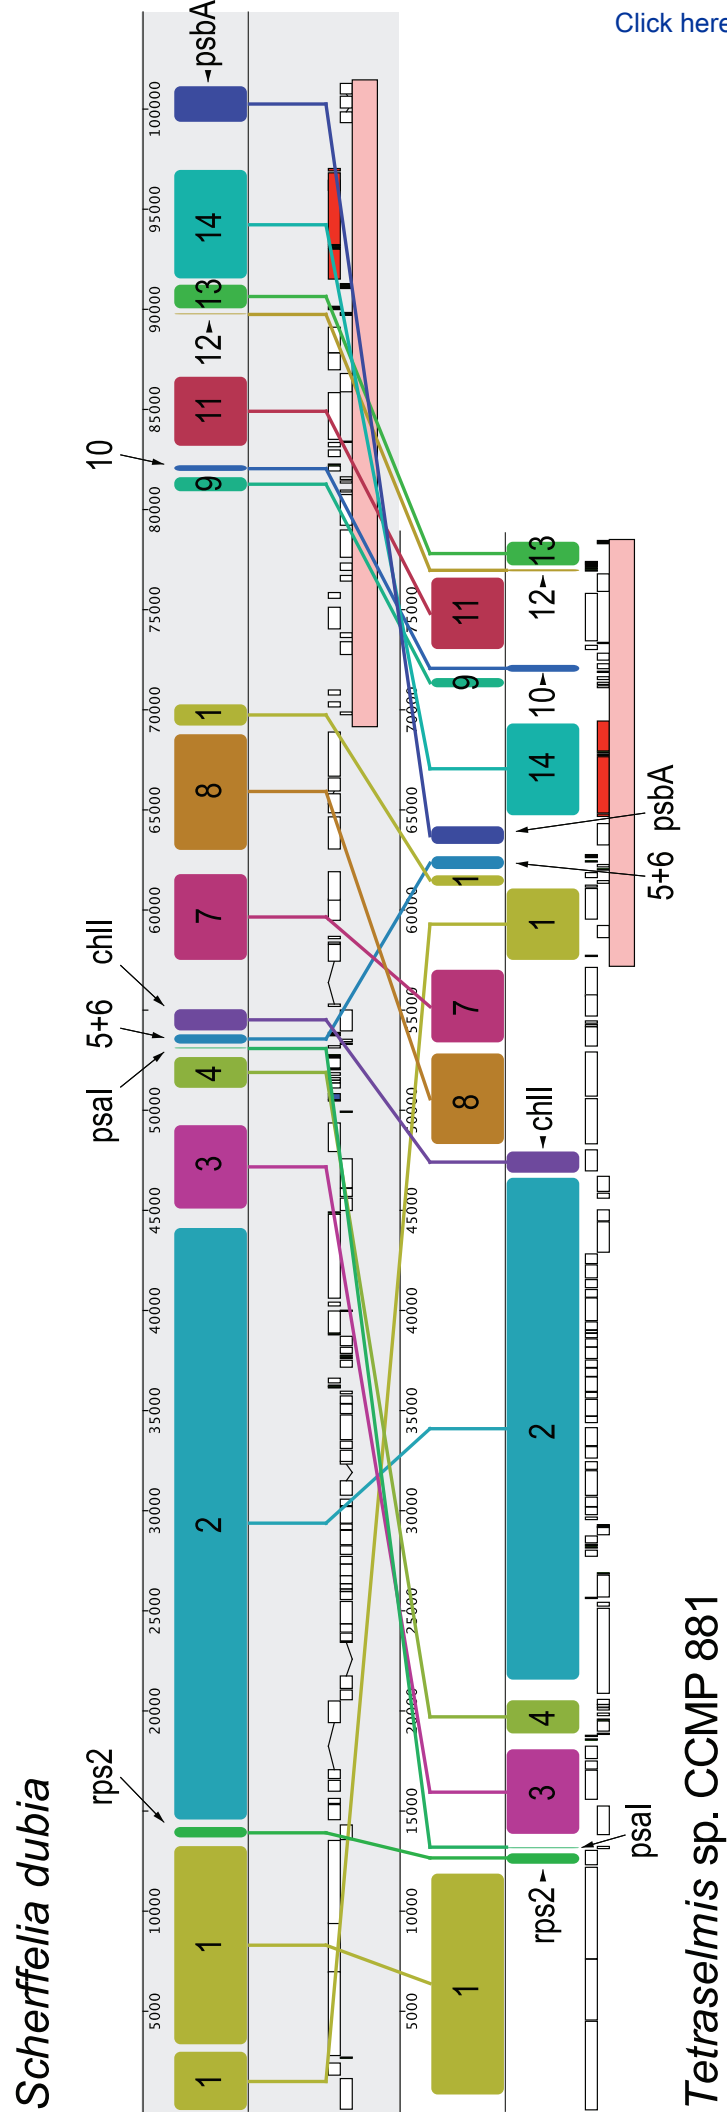 Click here
Scherffelia dubia
rps2 psaI 5+6 chlI 10
5000 10000 20000 25000 30000 35000 40000 45000 50000 60000 65000 70000 75000 80000 85000 90000 95000 100000
1 1 2 3 4 7 8 1 9 11 12 13 14 psbA
5000 10000 15000 20000 25000 30000 35000 40000 45000 50000 55000 60000 65000 70000 75000
1 8 7 1 9 11
rps2 3 4 2 chlI 1 14 10 12 13
psaI 5+6 psbA
Tetraselmis sp. CCMP 881